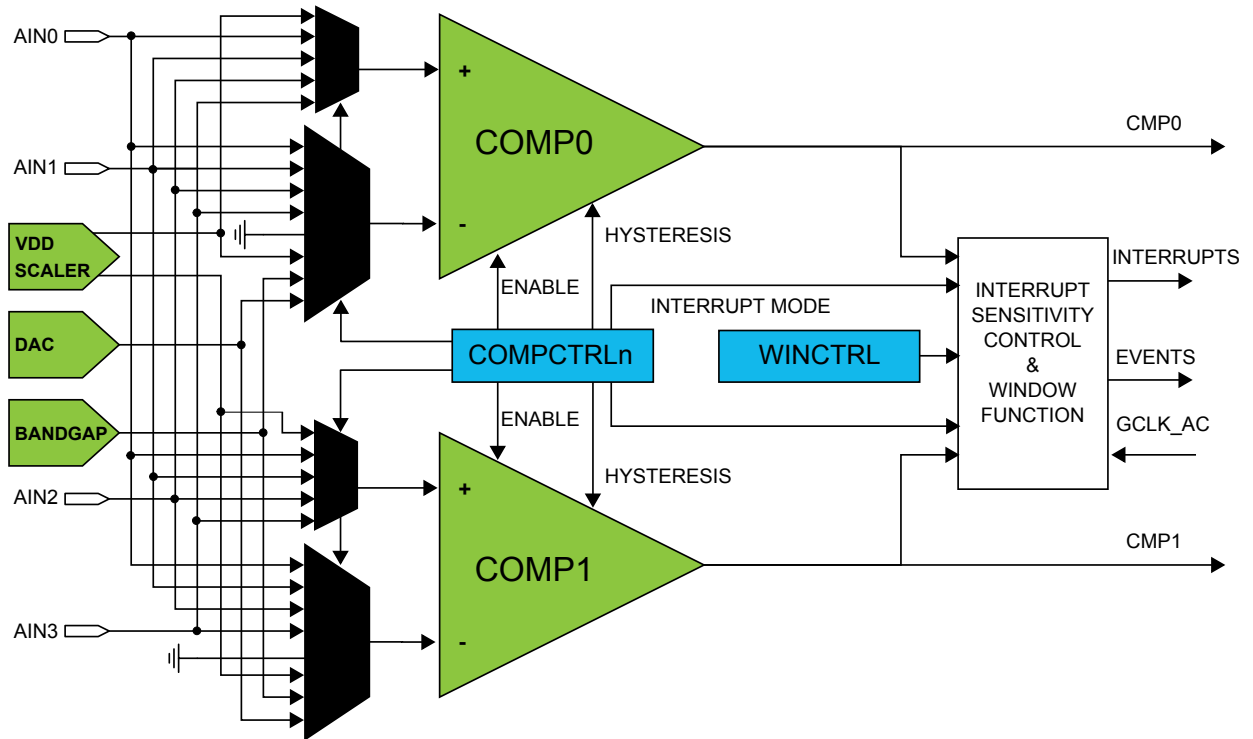 AIN0
+
COMP0
CMP0
AIN1
-
VDD
SCALER
HYSTERESIS
ENABLE
INTERRUPT MODE
INTERRUPT
SENSITIVITY
CONTROL
&
WINDOW
FUNCTION
INTERRUPTS
DAC
COMPCTRLn
WINCTRL
EVENTS
BANDGAP
ENABLE
GCLK_AC
HYSTERESIS
AIN2
+
COMP1
CMP1
AIN3
-